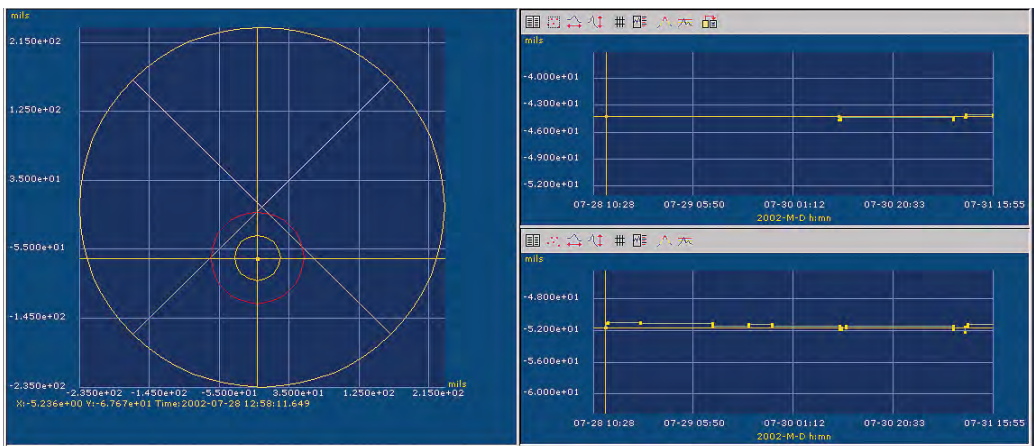 mils
2.150e+02
1.250e+02
3.500e+01
-5.500e+01
-1.450e+02
-2.350e+02
mils
-2.350e+02 -1.450e+02 -5.500e+01 3.500e+01 1.250e+02 2.150e+02
X:-5.236e+00 Y:-6.767e+01 Time:2002-07-28 12:58:11.649
mils
-4.000e+01
-4.300e+01
-4.600e+01
-4.900e+01
-5.200e+01
07-28 10:28 07-29 05:50 07-30 01:12 07-30 20:33 07-31 15:55
2002-M-D h:mn
mils
-4.800e+01
-5.200e+01
-5.600e+01
-6.000e+01
07-28 10:28 07-29 05:50 07-30 01:12 07-30 20:33 07-31 15:55
2002-M-D h:mn